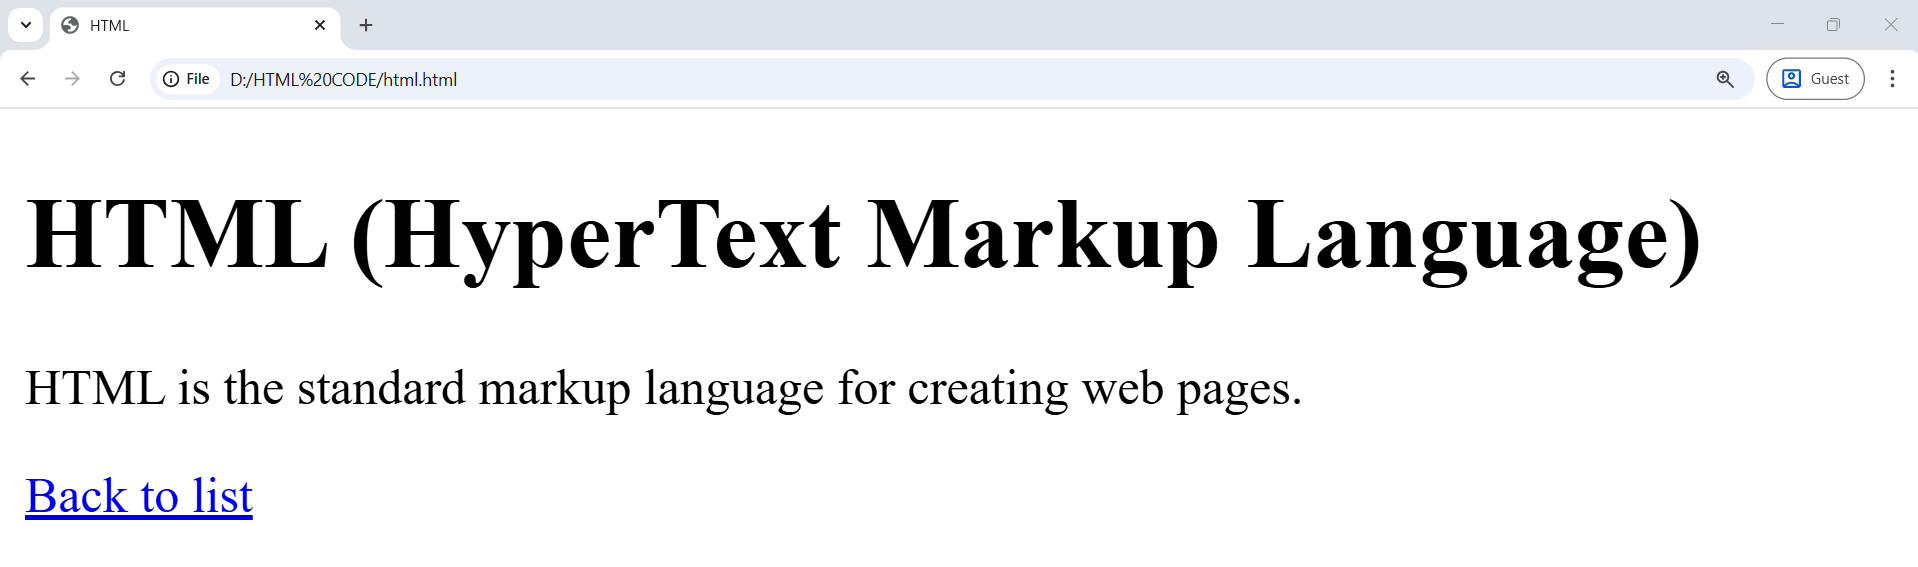 HTML
File D:/HTML%20CODE/html.html Guest
HTML (HyperText Markup Language)
HTML is the standard markup language for creating web pages.
Back to list